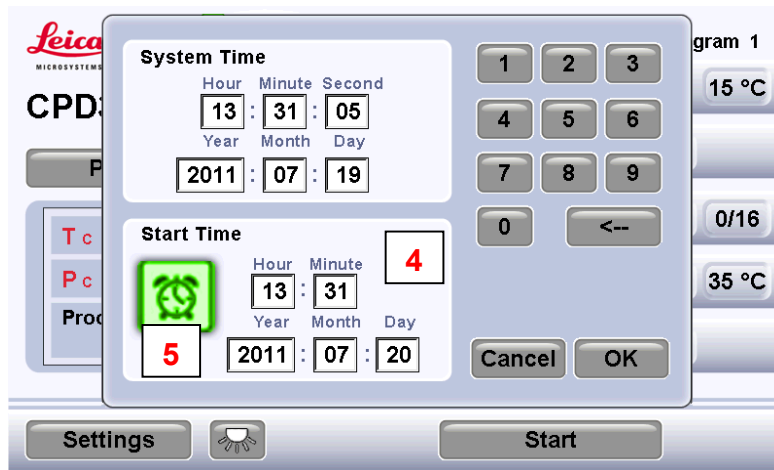 Leica
MICROSYSTEMS
gram 1
15 °C
CPD
P
T c
P c
Proc
0/16
35 °C
System Time
Hour Minute Second
13 : 31 : 05
Year Month Day
2011 : 07 : 19
Start Time
4
Hour Minute
13 : 31
Year Month Day
5
2011 : 07 : 20
1 2 3
4 5 6
7 8 9
0 <--
Cancel OK
Settings
Start